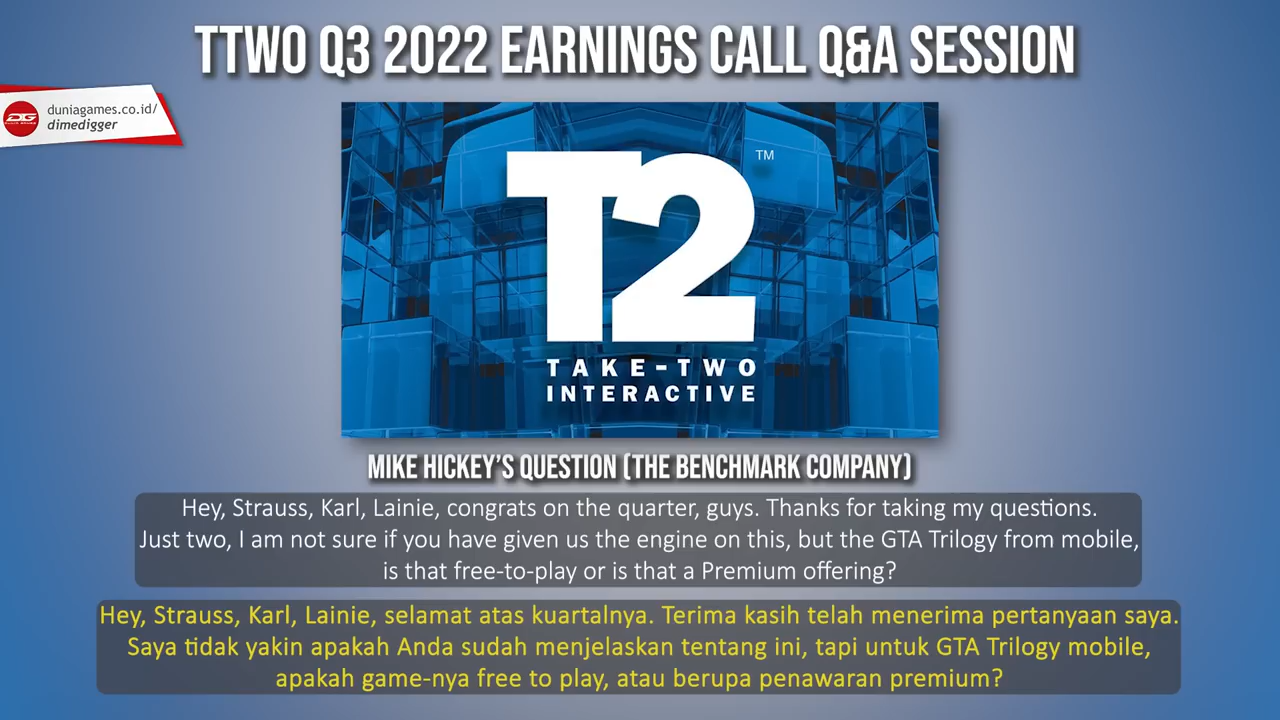 TTWO Q3 2022 EARNINGS CALL Q&A SESSION
duniagames.co.id/
dimedigger
DG
T2
TM
TAKE-TWO
INTERACTIVE
MIKE HICKEY'S QUESTION (THE BENCHMARK COMPANY)
Hey, Strauss, Karl, Lainie, congrats on the quarter, guys. Thanks for taking my questions.
Just two, I am not sure if you have given us the engine on this, but the GTA Trilogy from mobile,
is that free-to-play or is that a Premium offering?
Hey, Strauss, Karl, Lainie, selamat atas kuartalnya. Terima kasih telah menerima pertanyaan saya.
Saya tidak yakin apakah Anda sudah menjelaskan tentang ini, tapi untuk GTA Trilogy mobile,
apakah game-nya free to play, atau berupa penawaran premium?